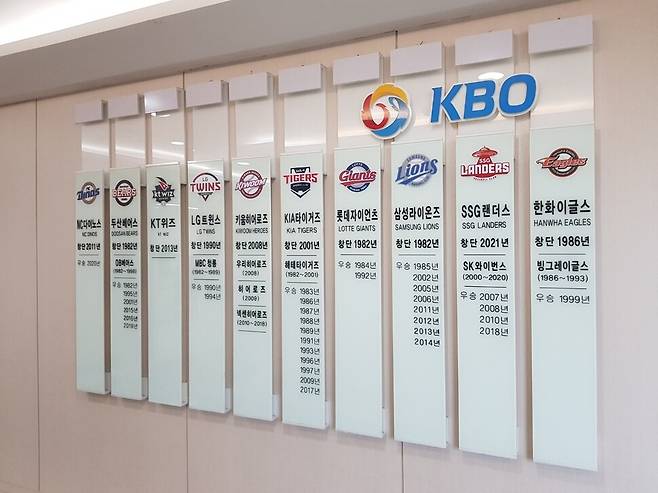 KBO
DINOS
NC다이노스
NC DINOS
창단 2011년
우승 2020년
BEARS
두산베어스
DOOSAN BEARS
창단 1982년
OB베어스
(1982~1998)
우승 1982년
1995년
2001년
2015년
2016년
2019년
kt wiz
KT위즈
KT WIZ
창단 2013년
LG
TWINS
LG트윈스
LG TWINS
창단 1990년
MBC 청룡
(1982~1989)
우승 1990년
1994년
KIWOOM
키움히어로즈
KIWOOM HEROES
창단 2008년
우리히어로즈
(2008)
히어로즈
(2009)
넥센히어로즈
(2010~2018)
TIGERS
KIA타이거즈
KIA TIGERS
창단 2001년
해태타이거즈
(1982~2001)
우승 1983년
1986년
1987년
1988년
1989년
1991년
1993년
1996년
1997년
2009년
2017년
Giants
롯데자이언츠
LOTTE GIANTS
창단 1982년
우승 1984년
1992년
SAMSUNG
Lions
삼성라이온즈
SAMSUNG LIONS
창단 1982년
우승 1985년
2002년
2005년
2006년
2011년
2012년
2013년
2014년
SSG
LANDERS
SSG랜더스
SSG LANDERS
창단 2021년
SK와이번스
(2000~2020)
우승 2007년
2008년
2010년
2018년
Eagles
한화이글스
HANWHA EAGLES
창단 1986년
빙그레이글스
(1986~1993)
우승 1999년